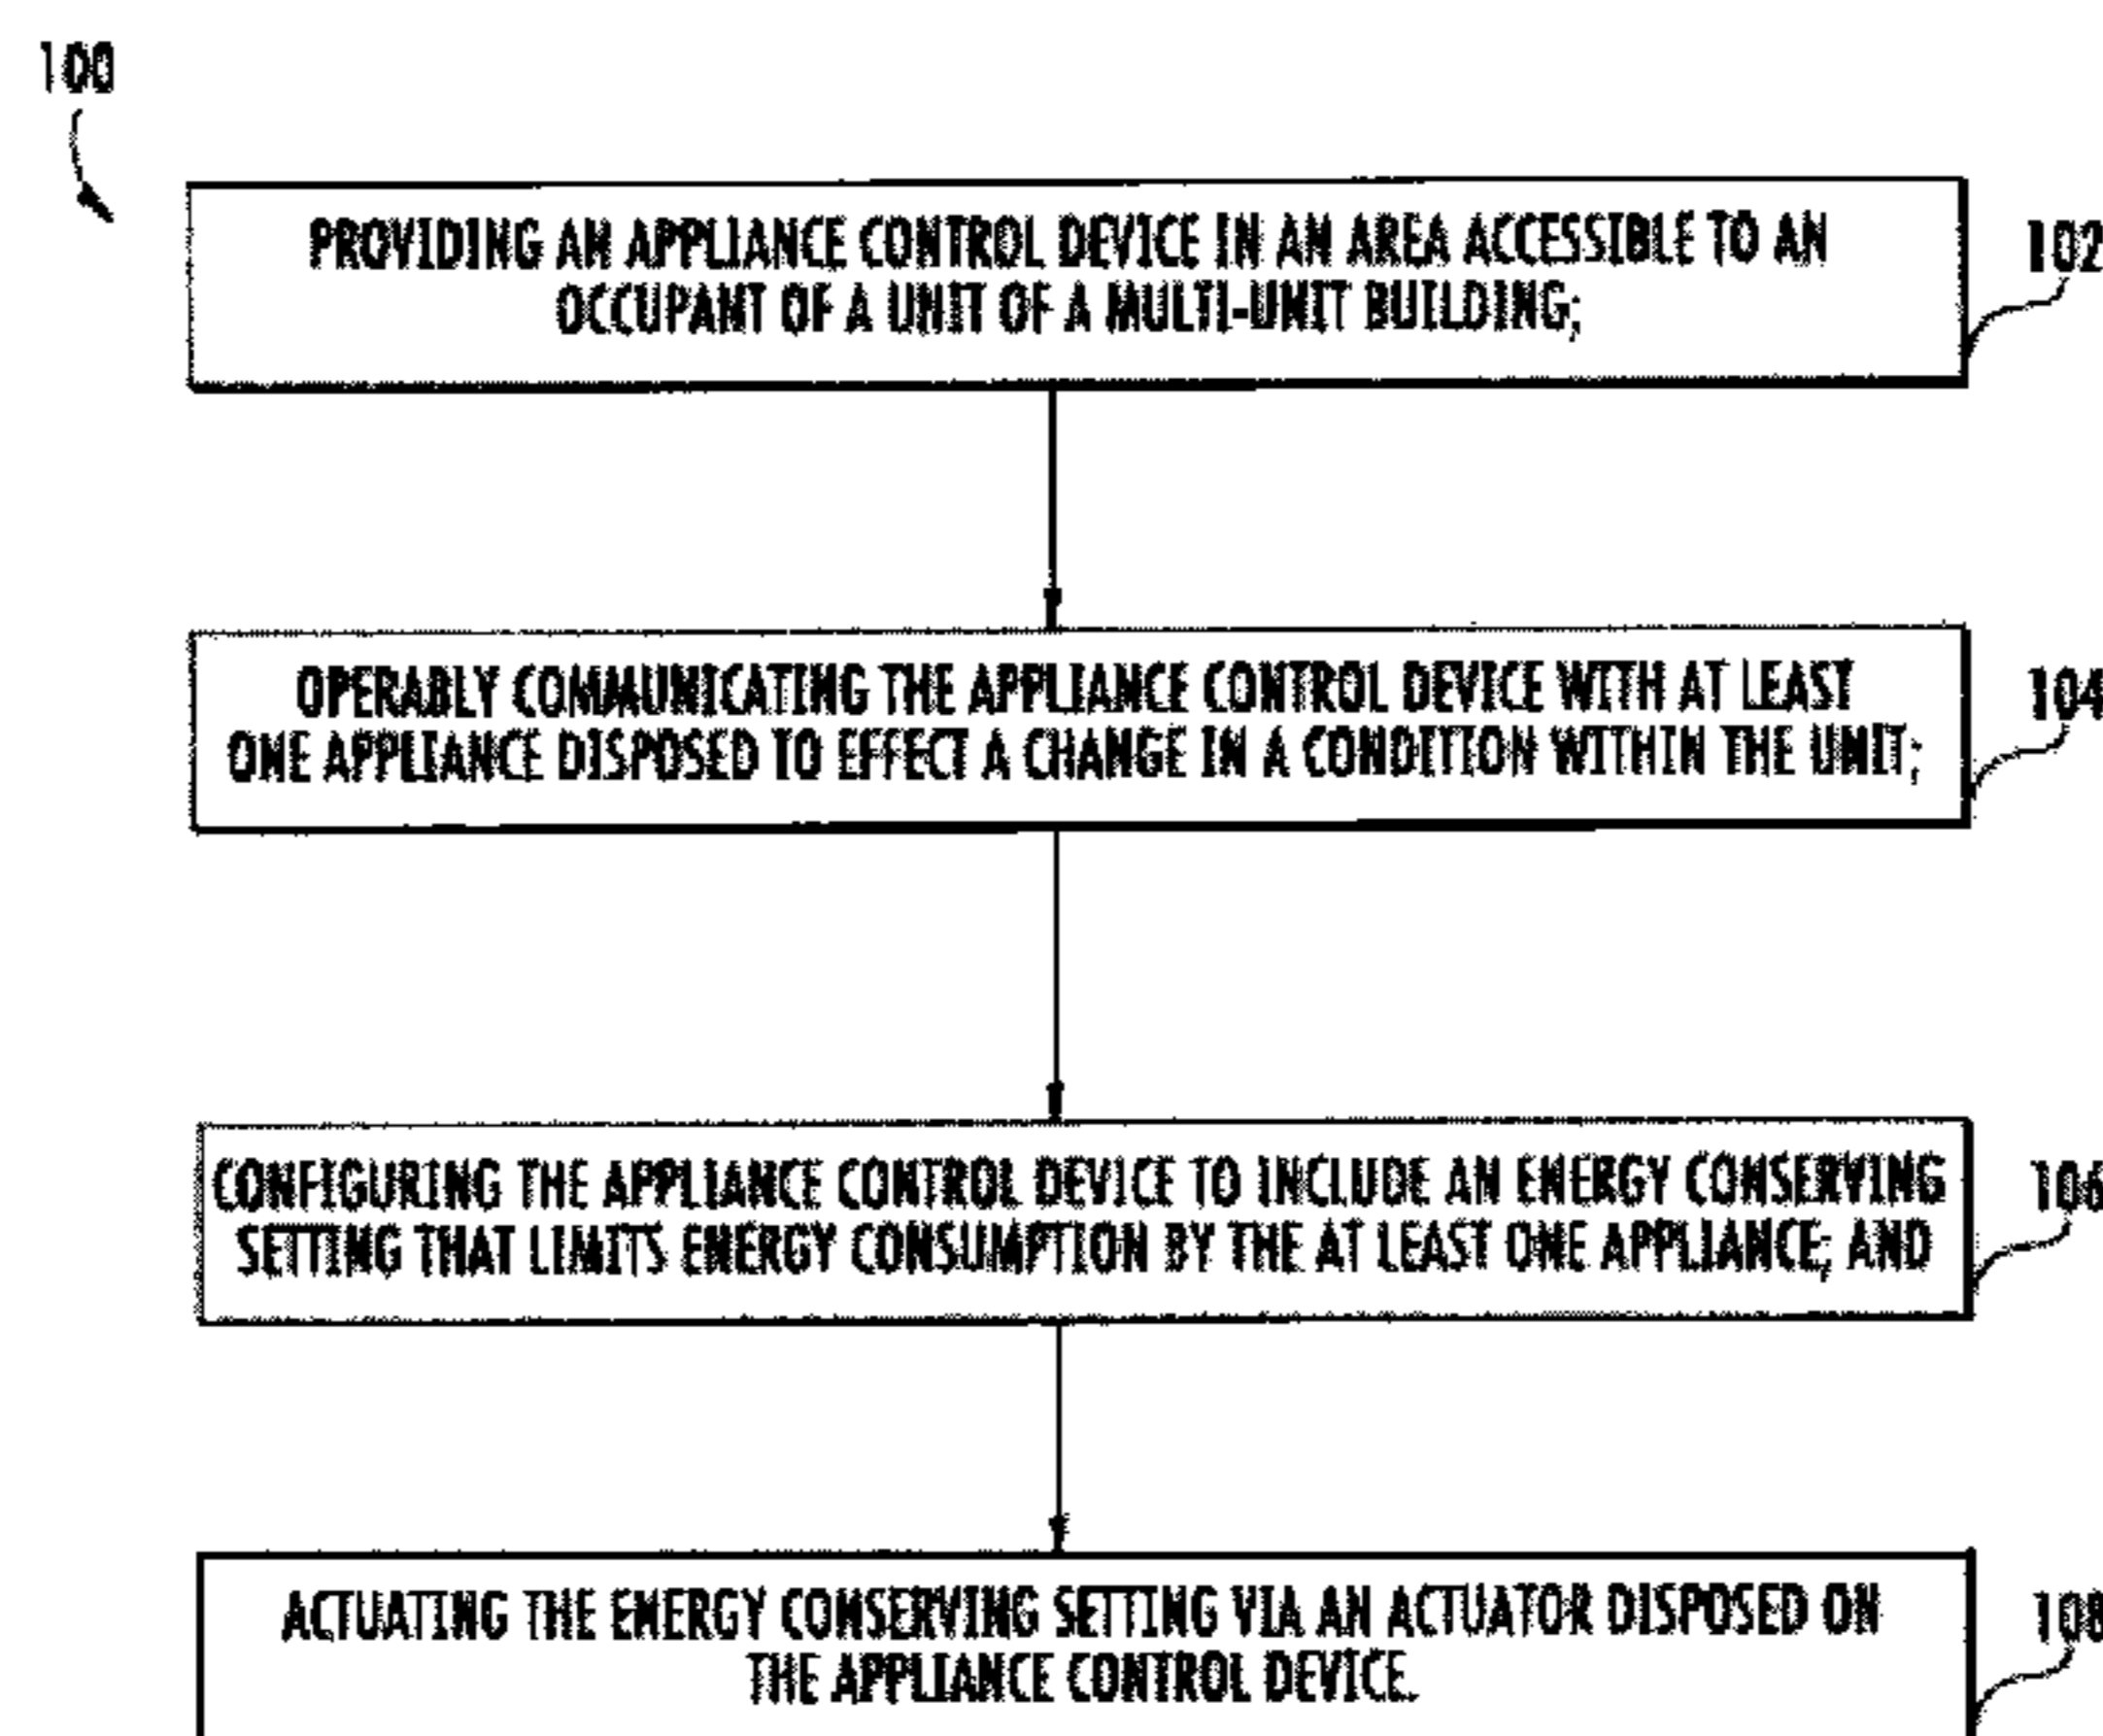 100
PROVIDING AN APPLIANCE CONTROL DEVICE IN AN AREA ACCESSIBLE TO AN
OCCUPANT OF A UNIT OF A MULTI-UNIT BUILDING;
102
OPERABLY COMMUNICATING THE APPLIANCE CONTROL DEVICE WITH AT LEAST
ONE APPLIANCE DISPOSED TO EFFECT A CHANGE IN A CONDITION WITHIN THE UNIT;
104
CONFIGURING THE APPLIANCE CONTROL DEVICE TO INCLUDE AN ENERGY CONSERVING
SETTING THAT LIMITS ENERGY CONSUMPTION BY THE AT LEAST ONE APPLIANCE; AND
106
ACTUATING THE ENERGY CONSERVING SETTING VIA AN ACTUATOR DISPOSED ON
THE APPLIANCE CONTROL DEVICE.
108